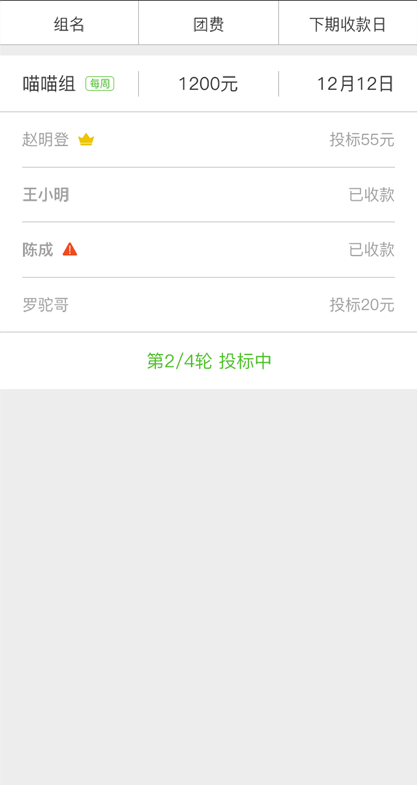 组名 团费 下期收款日
喵喵组 每周 1200元 12月12日
赵明登 投标55元
王小明 已收款
陈成 已收款
罗驼哥 投标20元
第2/4轮 投标中